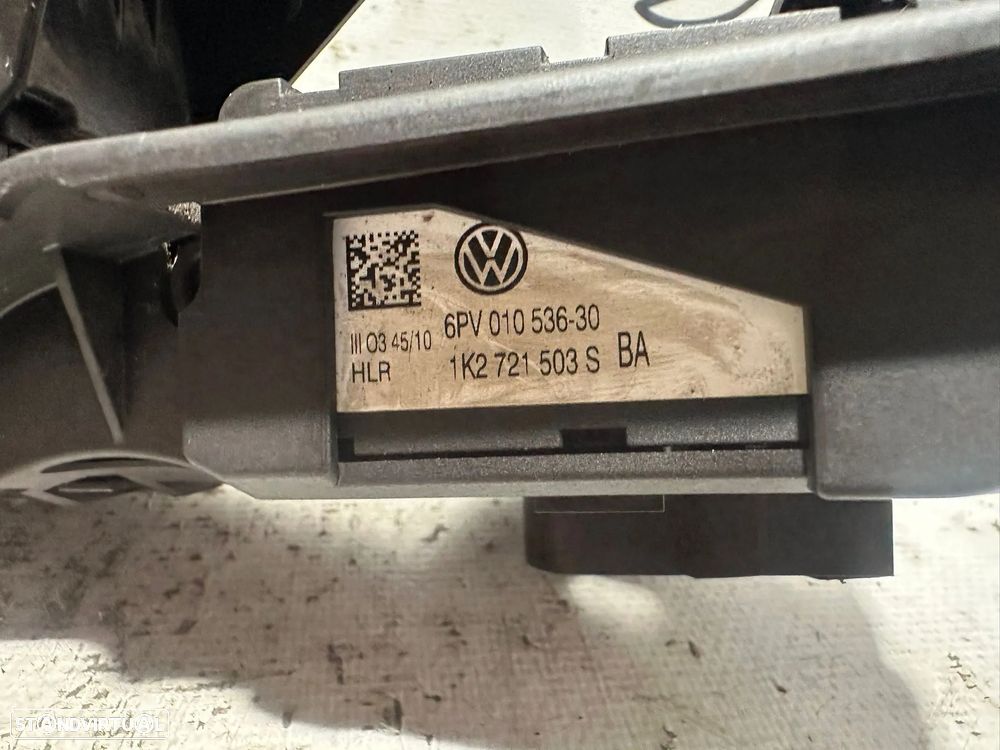 VW
6PV 010 536-30
III 03 45/10
1K2 721 503 S BA
HLR
STANDVIRTUAL